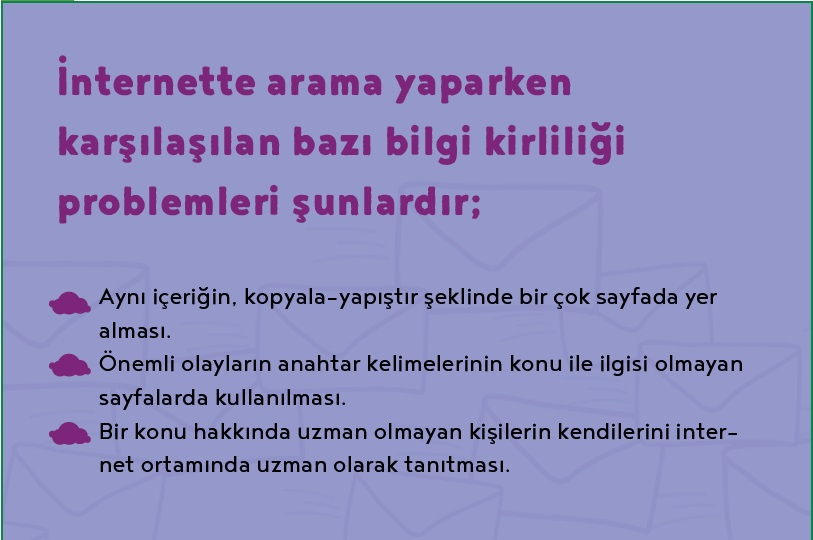 İnternette arama yaparken
karşılaşılan bazı bilgi kirliliği
problemleri şunlardır;
Aynı içeriğin, kopyala-yapıştır şeklinde bir çok sayfada yer
alması.
Önemli olayların anahtar kelimelerinin konu ile ilgisi olmayan
sayfalarda kullanılması.
Bir konu hakkında uzman olmayan kişilerin kendilerini inter-
net ortamında uzman olarak tanıtması.